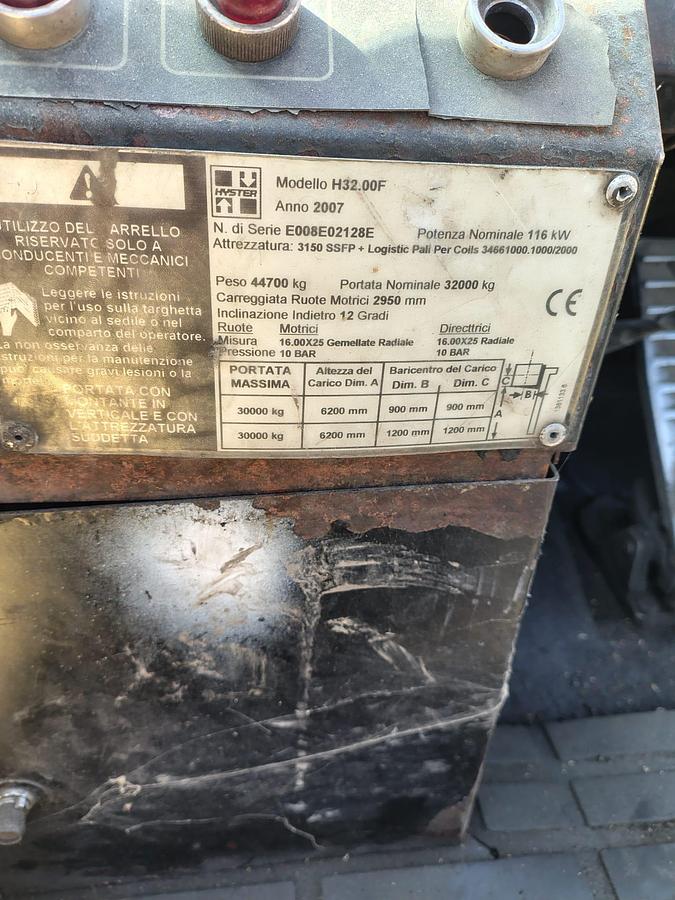 HYSTER
Modello H32.00F
Anno 2007
N. di Serie E008E02128E Potenza Nominale 116 kW
Attrezzatura: 3150 SSFP + Logistic Pali Per Coils 34661000.1000/2000
Peso 44700 kg Portata Nominale 32000 kg
Carreggiata Ruote Motrici 2950 mm
Inclinazione Indietro 12 Gradi
Ruote Motrici Direttrici
Misura 16.00X25 Gemellate Radiale 16.00X25 Radiale
Pressione 10 BAR 10 BAR
PORTATA MASSIMA Altezza del Carico Dim. A Baricentro del Carico Dim. B Dim. C
30000 kg 6200 mm 900 mm 900 mm
30000 kg 6200 mm 1200 mm 1200 mm
C
B
A
CE
UTILIZZO DEL ARRELLO
RISERVATO SOLO A
CONDUCENTI E MECCANICI
COMPETENTI
Leggere le istruzioni
per l'uso sulla targhetta
vicino al sedile o nel
comparto del operatore.
La non osservanza delle
istruzioni per la manutenzione
puo' causare gravi lesioni o la
PORTATA CON
MONTANTE IN
VERTICALE E CON
L'ATTREZZATURA
SUDDETTA